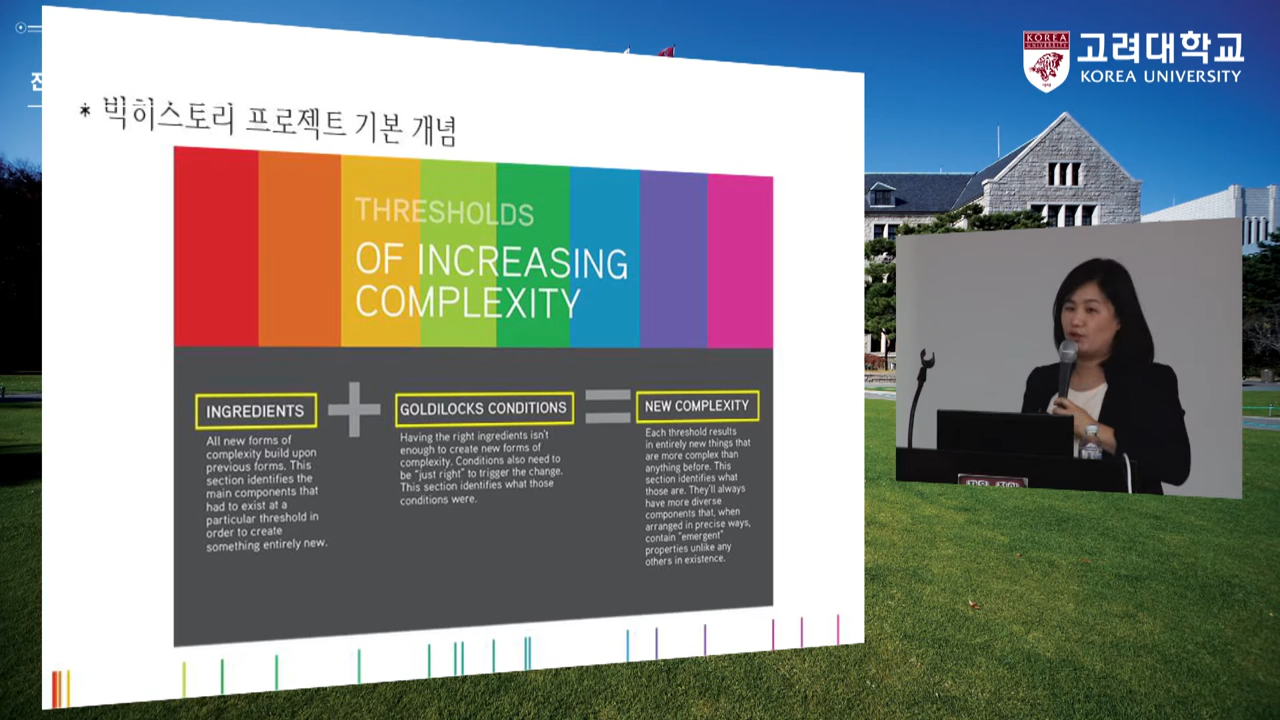 고려대학교
KOREA UNIVERSITY
KOREA
UNIVERSITY
* 빅히스토리 프로젝트 기본 개념
THRESHOLDS
OF INCREASING
COMPLEXITY
INGREDIENTS
All new forms of
complexity build upon
previous forms. This
section identifies the
main components that
had to exist at a
particular threshold in
order to create
something entirely new.
+
GOLDILOCKS CONDITIONS
Having the right ingredients isn't
enough to create new forms of
complexity. Conditions also need to
be "just right" to trigger the change.
This section identifies what those
conditions were.
=
NEW COMPLEXITY
Each threshold results
in entirely new things that
are more complex than
anything before. This
section identifies what
those are. They'll always
have more diverse
components that, when
arranged in precise ways,
contain "emergent"
properties unlike any
others in existence.